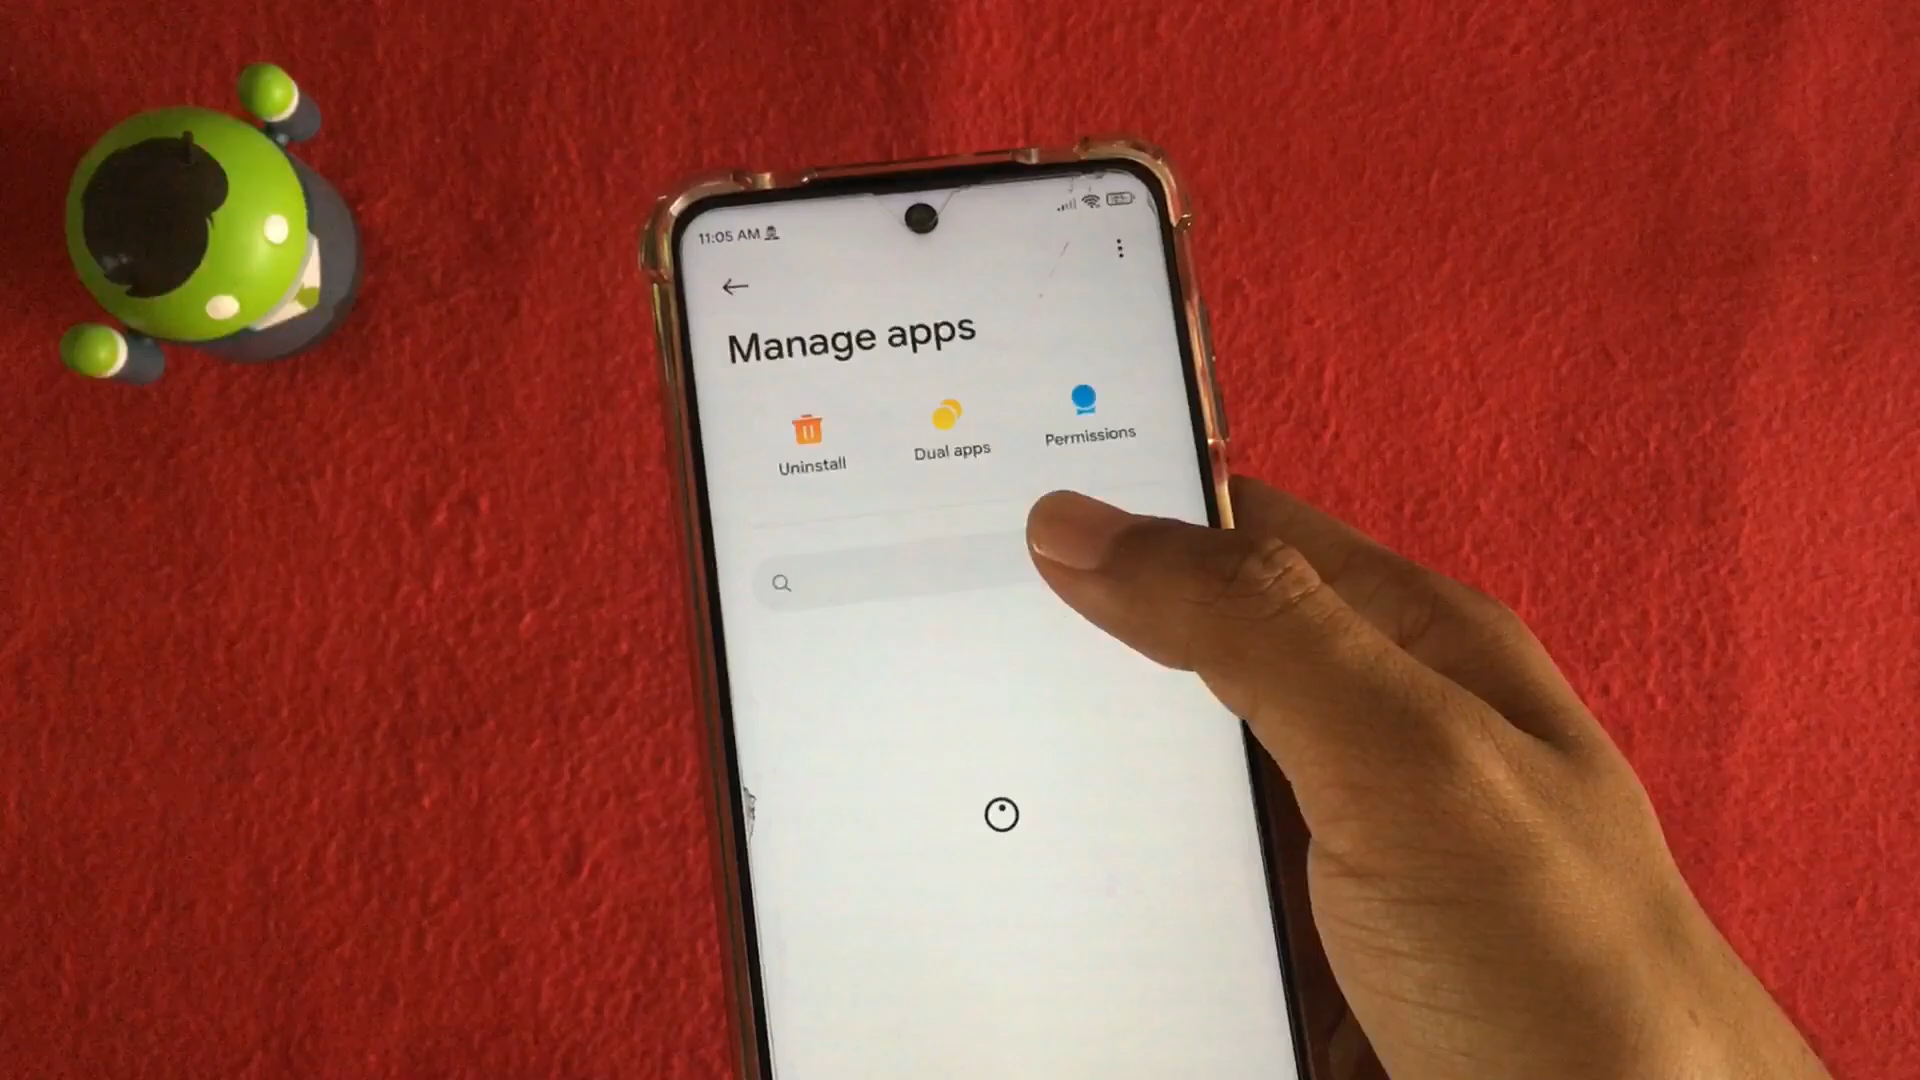 11:05 AM
Manage apps
Uninstall
Dual apps
Permissions